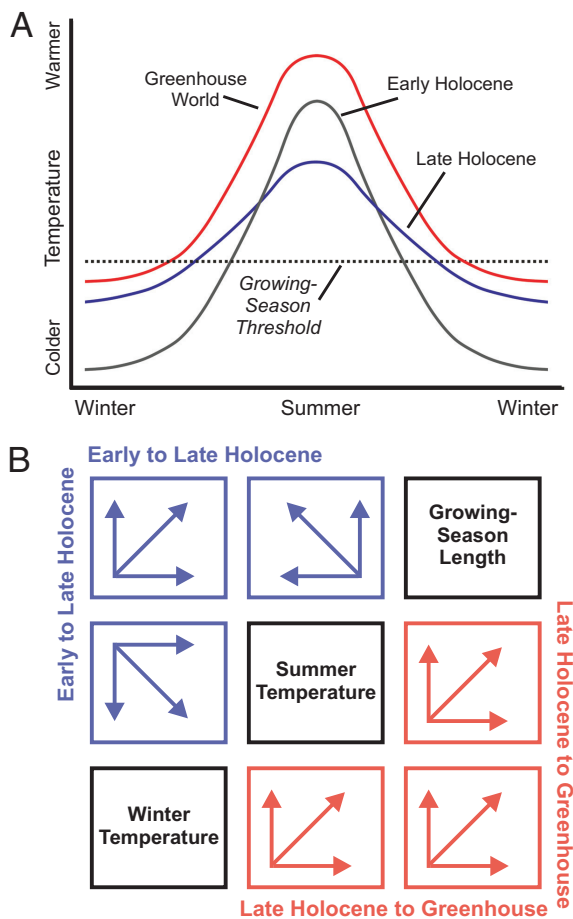 A
Warmer
Temperature
Colder
Greenhouse
World
Early Holocene
Late Holocene
Growing-
Season
Threshold
Winter
Summer
Winter
B
Early to Late Holocene
Early to Late Holocene
Growing-
Season
Length
Summer
Temperature
Winter
Temperature
Late Holocene to Greenhouse
Late Holocene to Greenhouse